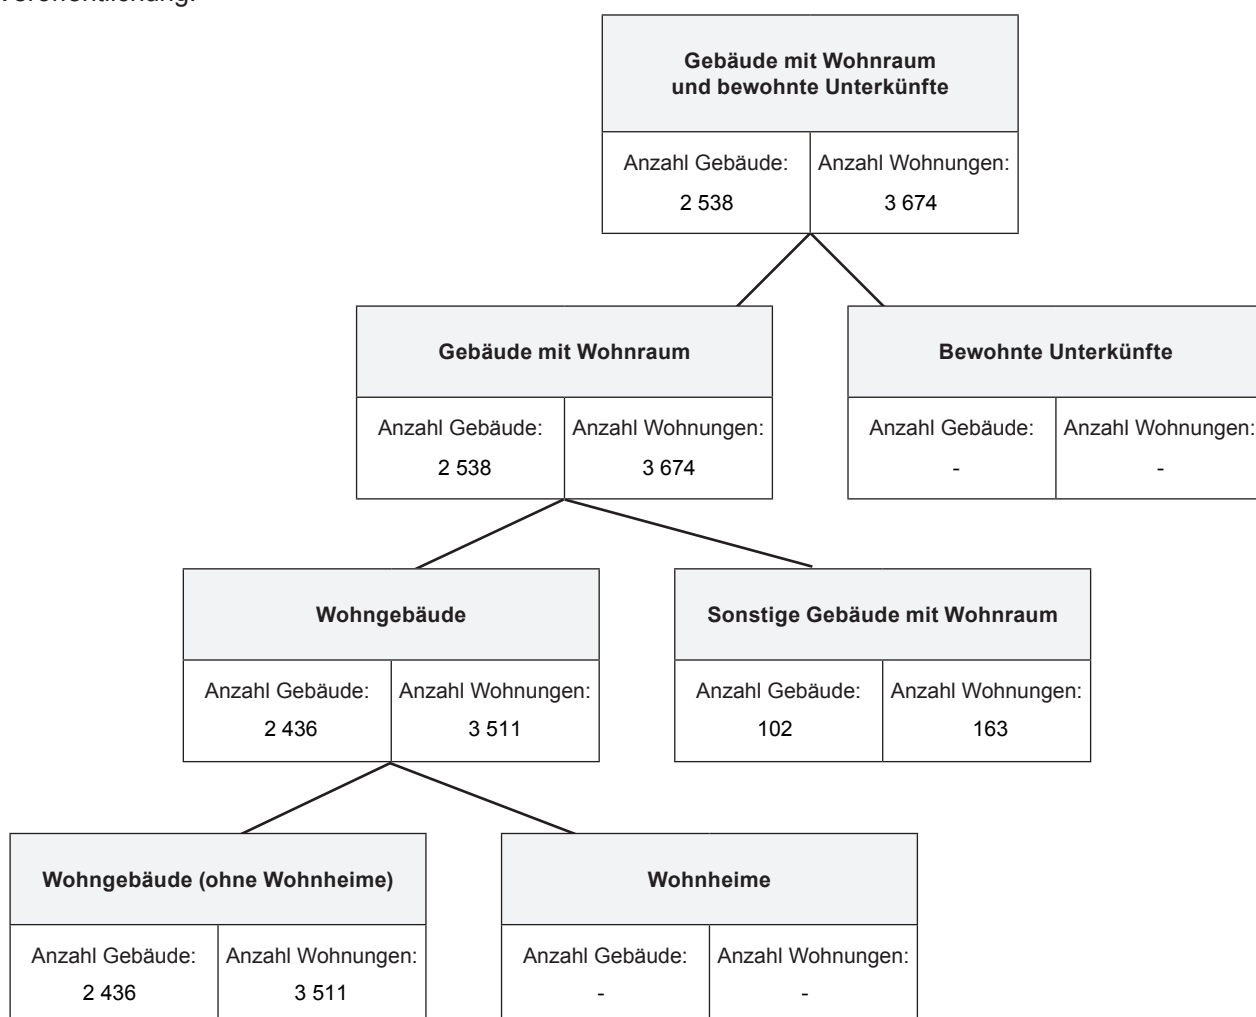 Veröffentlichung.
Gebäude mit Wohnraum
und bewohnte Unterkünfte
Anzahl Gebäude: Anzahl Wohnungen:
2 538 3 674
Gebäude mit Wohnraum Bewohnte Unterkünfte
Anzahl Gebäude: Anzahl Wohnungen: Anzahl Gebäude: Anzahl Wohnungen:
2 538 3 674 - -
Wohngebäude Sonstige Gebäude mit Wohnraum
Anzahl Gebäude: Anzahl Wohnungen: Anzahl Gebäude: Anzahl Wohnungen:
2 436 3 511 102 163
Wohngebäude (ohne Wohnheime) Wohnheime
Anzahl Gebäude: Anzahl Wohnungen: Anzahl Gebäude: Anzahl Wohnungen:
2 436 3 511 - -